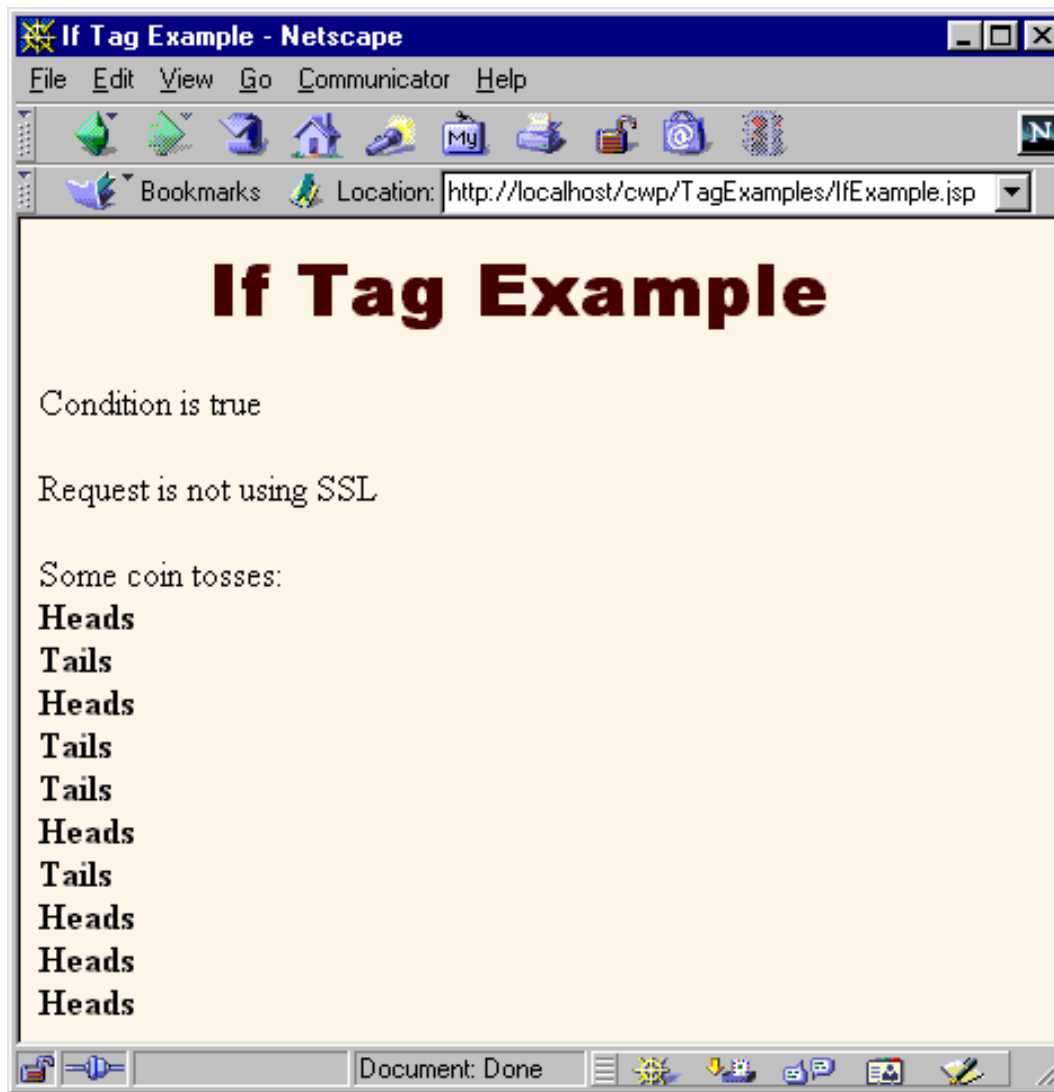 If Tag Example - Netscape
File Edit View Go Communicator Help
My
N
Bookmarks Location: http://localhost/cwp/TagExamples/IfExample.jsp
If Tag Example
Condition is true
Request is not using SSL
Some coin tosses:
Heads
Tails
Heads
Tails
Tails
Heads
Tails
Heads
Heads
Heads
Document: Done